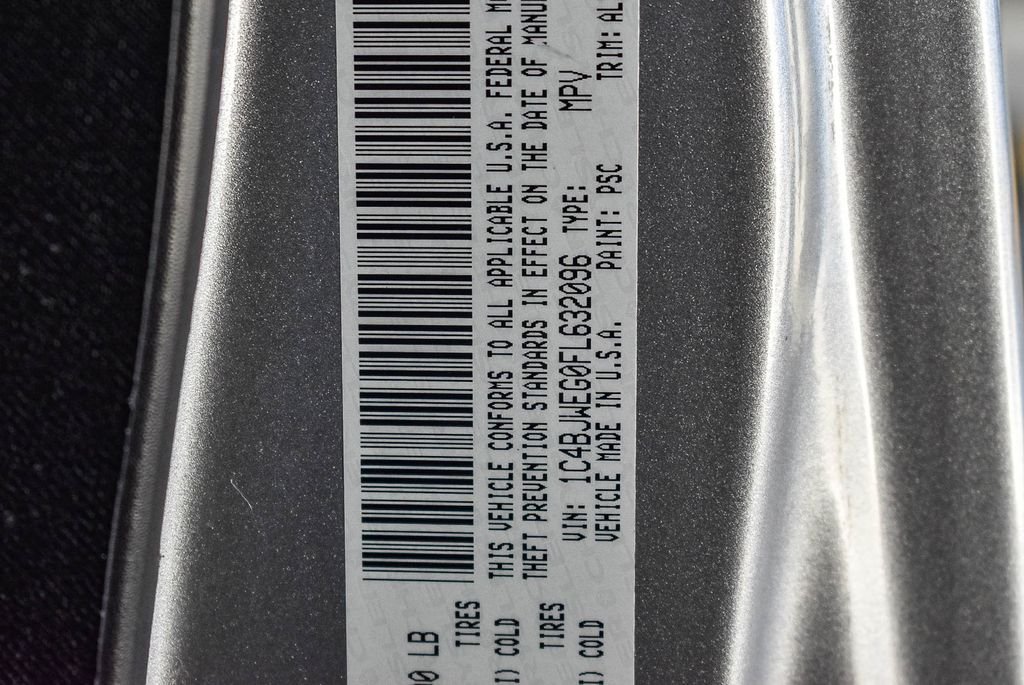 THIS VEHICLE CONFORMS TO ALL APPLICABLE U.S.A. FEDERAL
THEFT PREVENTION STANDARDS IN EFFECT ON THE DATE OF MANU
VIN: 1C4BJWEG0FL632096 TYPE: MPV
VEHICLE MADE IN U.S.A. PAINT: PSC TRIM: AL
LB
TIRES
COLD
TIRES
COLD